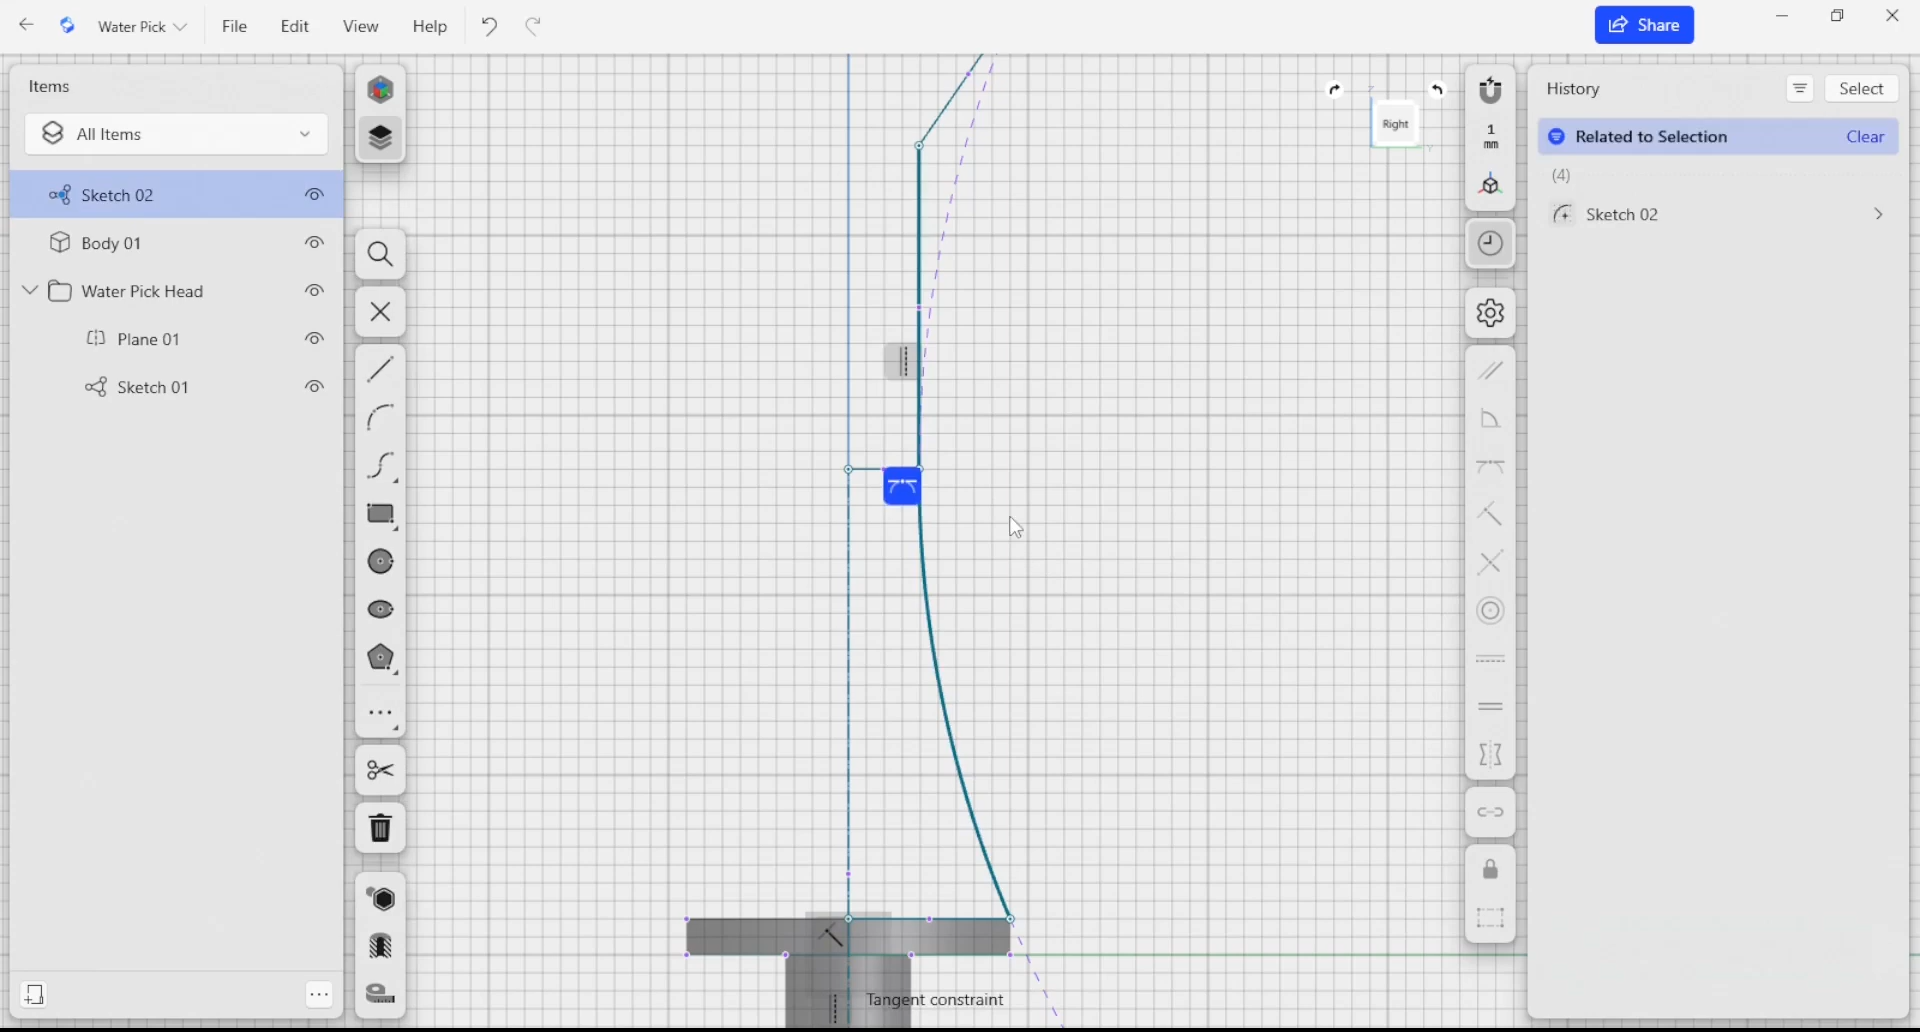 Water Pick
File
Edit
View
Help
Share
Items
All Items
Sketch 02
Body 01
Water Pick Head
Plane 01
Sketch 01
Right
1
mm
History
Select
Related to Selection
Clear
(4)
Sketch 02
Tangent constraint